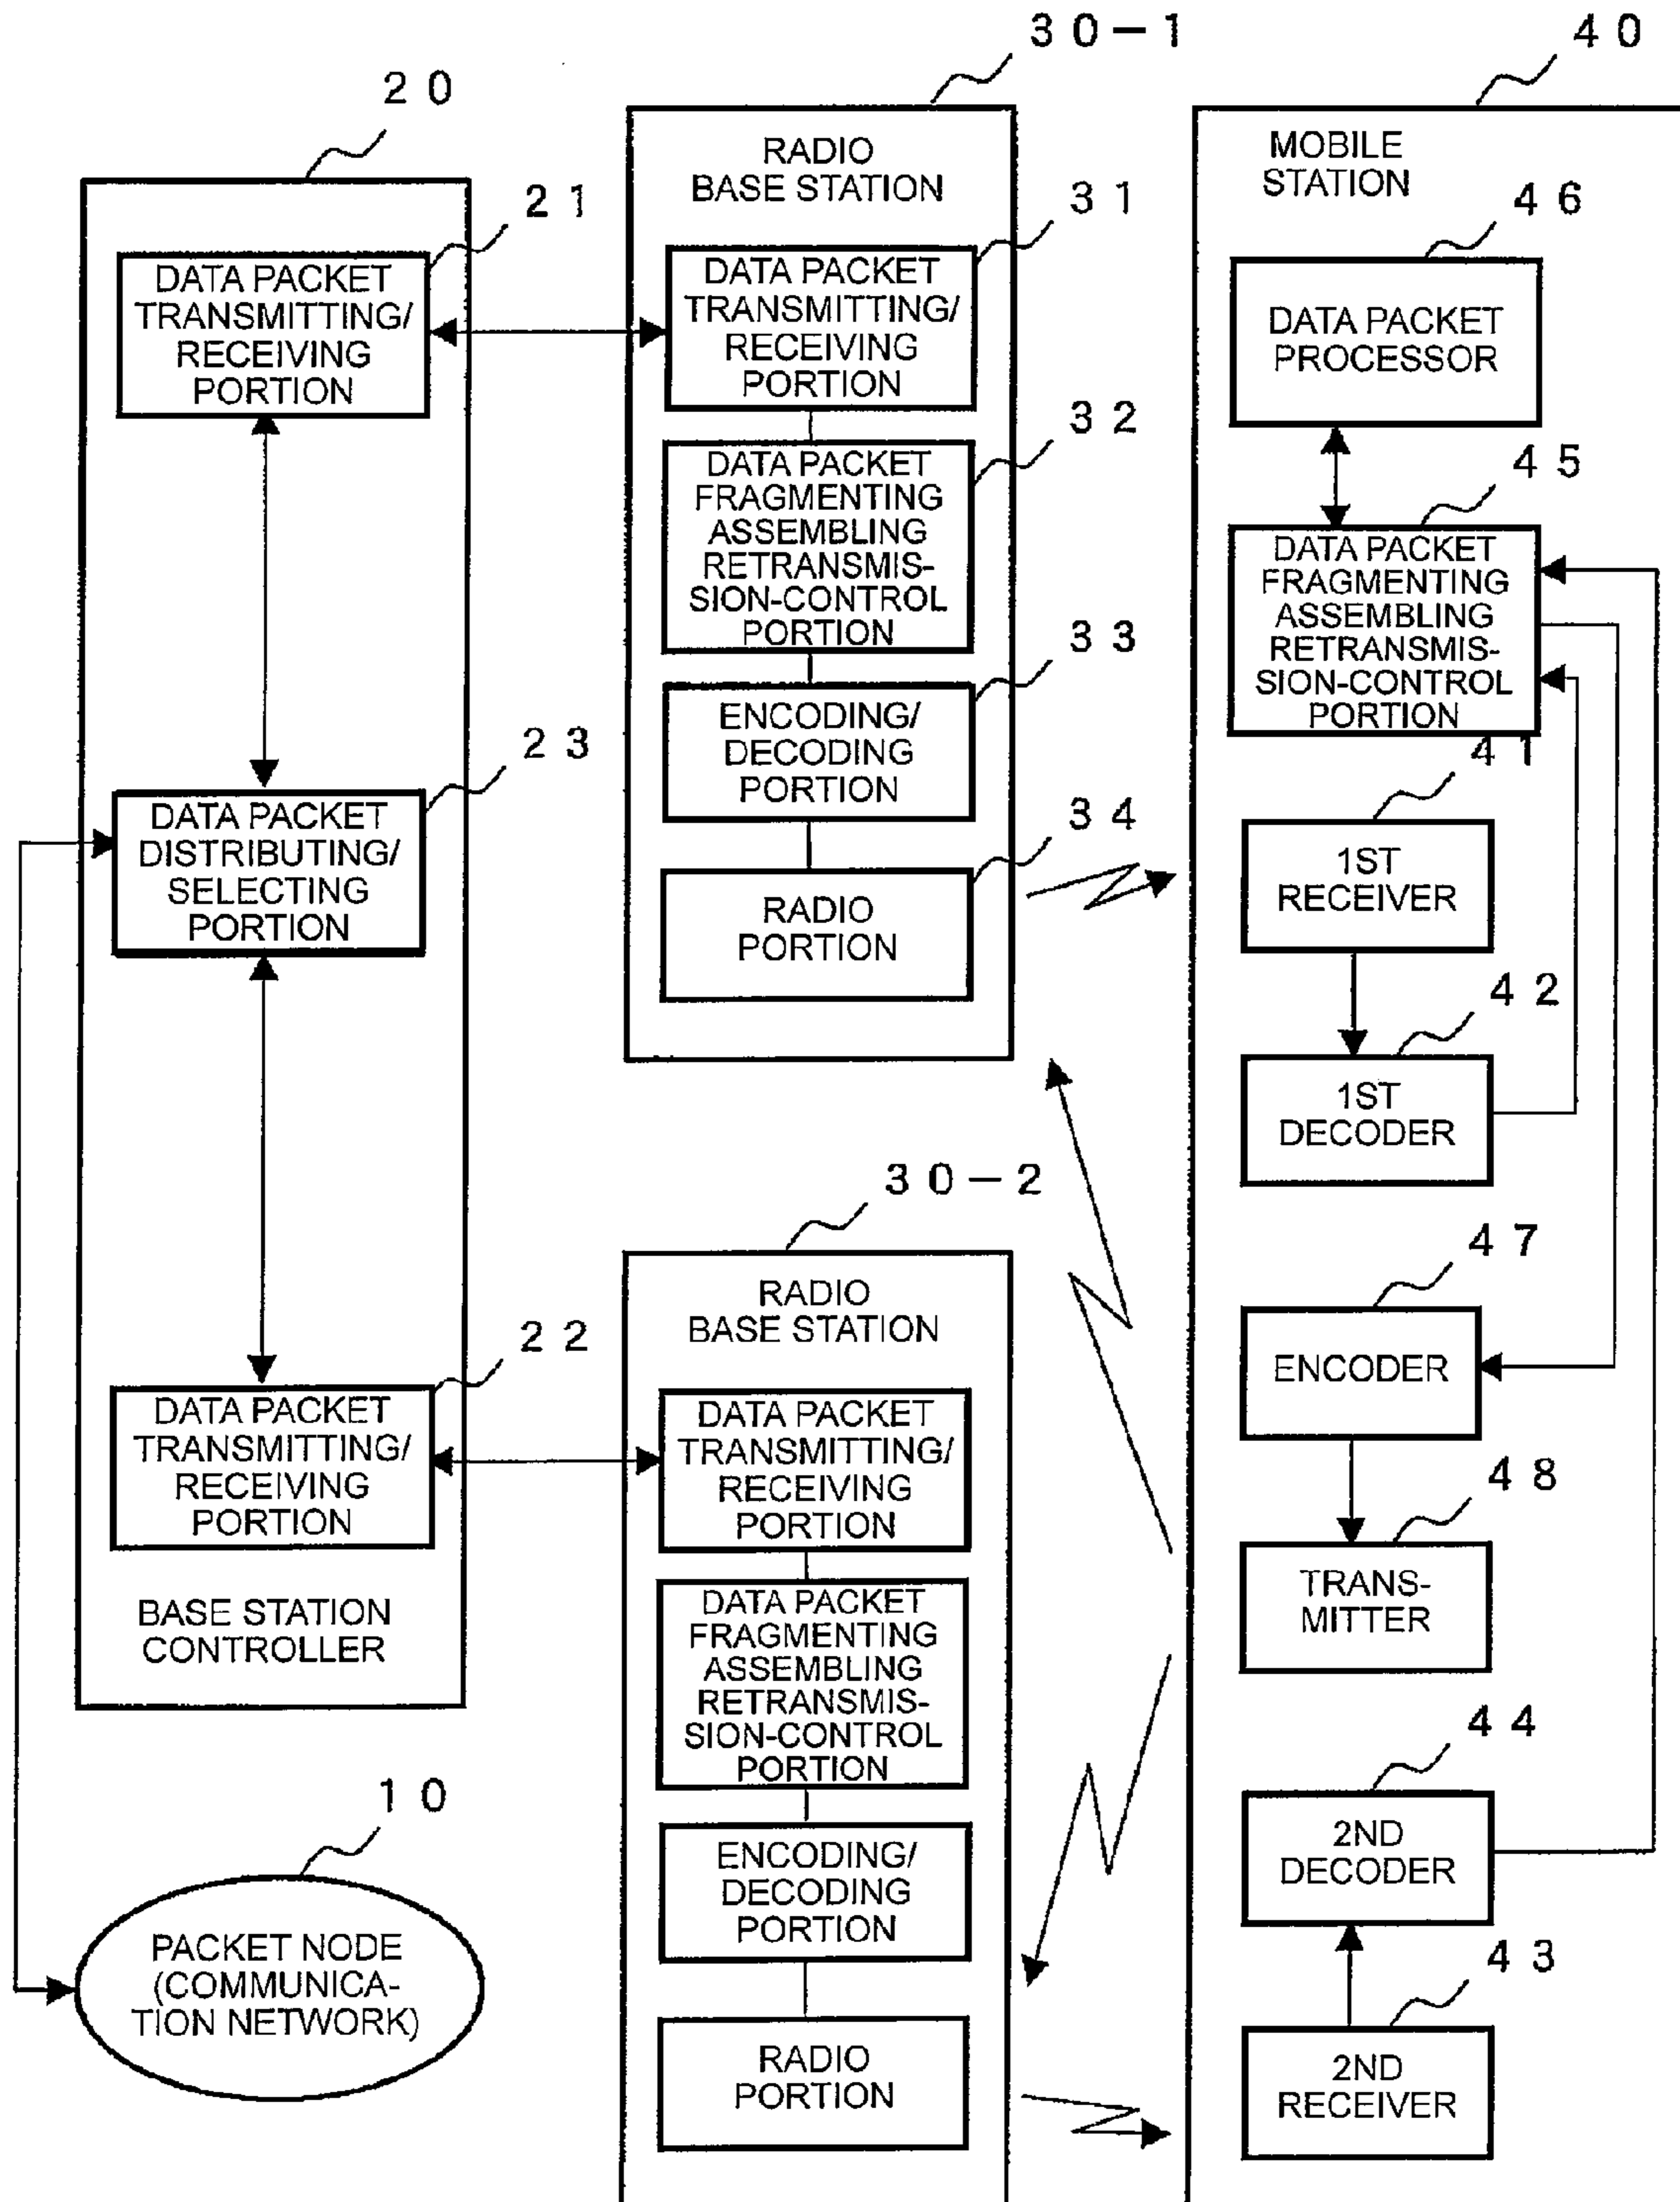 20
21
DATA PACKET
TRANSMITTING/
RECEIVING
PORTION
23
DATA PACKET
DISTRIBUTING/
SELECTING
PORTION
22
DATA PACKET
TRANSMITTING/
RECEIVING
PORTION
BASE STATION
CONTROLLER
10
PACKET NODE
(COMMUNICA-
TION NETWORK)
30-1
RADIO
BASE STATION
31
DATA PACKET
TRANSMITTING/
RECEIVING
PORTION
32
DATA PACKET
FRAGMENTING
ASSEMBLING
RETRANSMIS-
SION-CONTROL
PORTION
33
ENCODING/
DECODING
PORTION
34
RADIO
PORTION
30-2
RADIO
BASE STATION
DATA PACKET
TRANSMITTING/
RECEIVING
PORTION
DATA PACKET
FRAGMENTING
ASSEMBLING
RETRANSMIS-
SION-CONTROL
PORTION
ENCODING/
DECODING
PORTION
RADIO
PORTION
40
MOBILE
STATION
46
DATA PACKET
PROCESSOR
45
DATA PACKET
FRAGMENTING
ASSEMBLING
RETRANSMIS-
SION-CONTROL
PORTION
41
1ST
RECEIVER
42
1ST
DECODER
47
ENCODER
48
TRANS-
MITTER
44
2ND
DECODER
43
2ND
RECEIVER